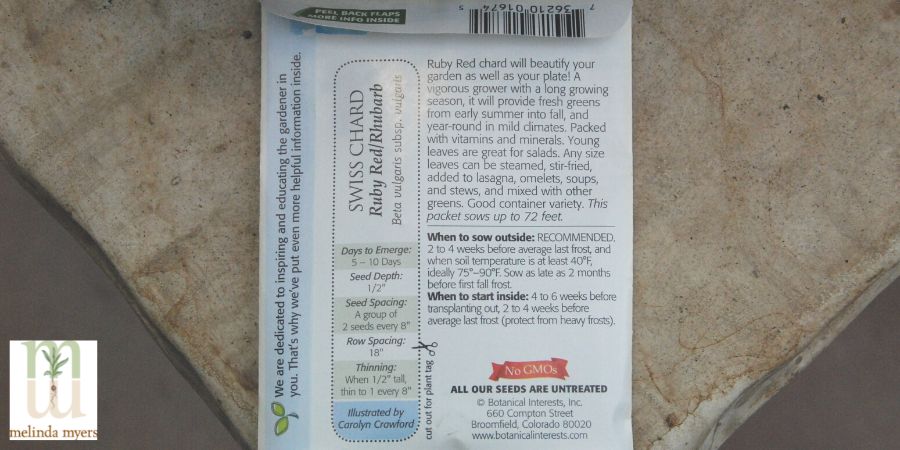 PEEL BACK FLAPS
MORE INFO INSIDE
7 36210 01674 5
We are dedicated to inspiring and educating the gardener in
you. That's why we've put even more helpful information inside.
SWISS CHARD
Ruby Red/Rhubarb
Beta vulgaris subsp. vulgaris
Days to Emerge:
5 – 10 Days
Seed Depth:
1/2"
Seed Spacing:
A group of
2 seeds every 8"
Row Spacing:
18"
Thinning:
When 1/2" tall,
thin to 1 every 8"
Illustrated by
Carolyn Crawford
cut out for plant tag
Ruby Red chard will beautify your
garden as well as your plate! A
vigorous grower with a long growing
season, it will provide fresh greens
from early summer into fall, and
year-round in mild climates. Packed
with vitamins and minerals. Young
leaves are great for salads. Any size
leaves can be steamed, stir-fried,
added to lasagna, omelets, soups,
and stews, and mixed with other
greens. Good container variety. This
packet sows up to 72 feet.
When to sow outside: RECOMMENDED,
2 to 4 weeks before average last frost, and
when soil temperature is at least 40°F,
ideally 75°–90°F. Sow as late as 2 months
before first fall frost.
When to start inside: 4 to 6 weeks before
transplanting out, 2 to 4 weeks before
average last frost (protect from heavy frosts).
No GMOs
ALL OUR SEEDS ARE UNTREATED
© Botanical Interests, Inc.
660 Compton Street
Broomfield, Colorado 80020
www.botanicalinterests.com
mu
melinda myers